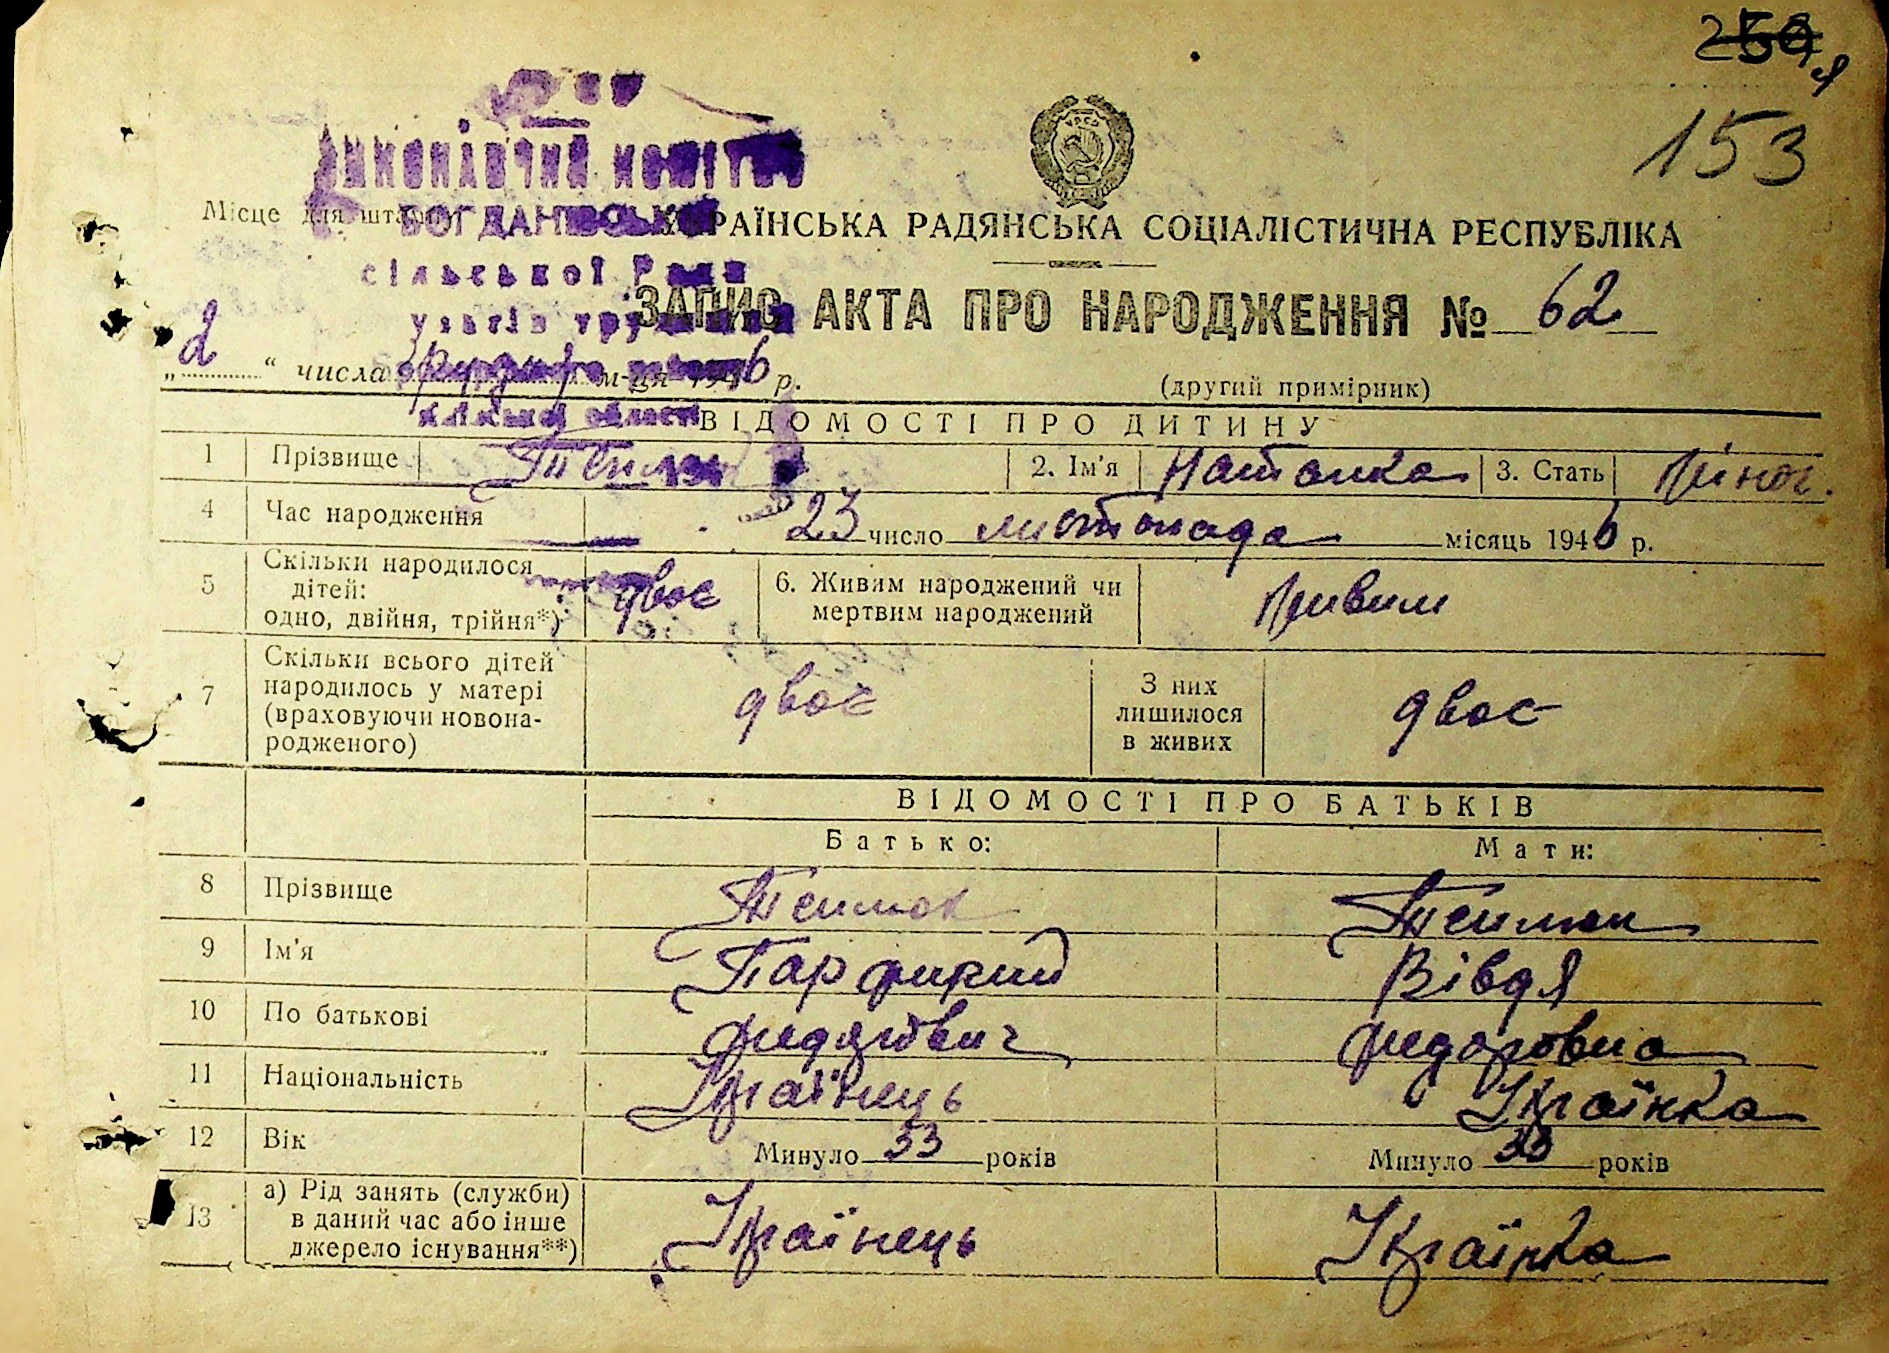 153
УРСР
ВИКОНАВЧИЙ КОМІТЕТ
Місце для штампу
БОГДАНІВСЬКОЇ
УКРАЇНСЬКА РАДЯНСЬКА СОЦІАЛІСТИЧНА РЕСПУБЛІКА
сільської Ради
ЗАПИС АКТА ПРО НАРОДЖЕННЯ № 62
„2“ числа м-ця 1946 р.
(другий примірник)
області
ВІДОМОСТІ ПРО ДИТИНУ
1 Прізвище 2. Ім'я Наталка 3. Стать жіноч.
4 Час народження 23 число листопада місяць 1946 р.
5 Скільки народилося дітей: одно, двійня, трійня*) двоє 6. Живим народжений чи мертвим народжений живим
7 Скільки всього дітей народилось у матері (враховуючи новонародженого) двоє З них лишилося в живих двоє
ВІДОМОСТІ ПРО БАТЬКІВ
Батько: Мати:
8 Прізвище
9 Ім'я Вівдя
10 По батькові Федорович Федоровна
11 Національність Українець Українка
12 Вік Минуло 33 років Минуло 33 років
13 а) Рід занять (служби) в даний час або інше джерело існування**) Українець Українка